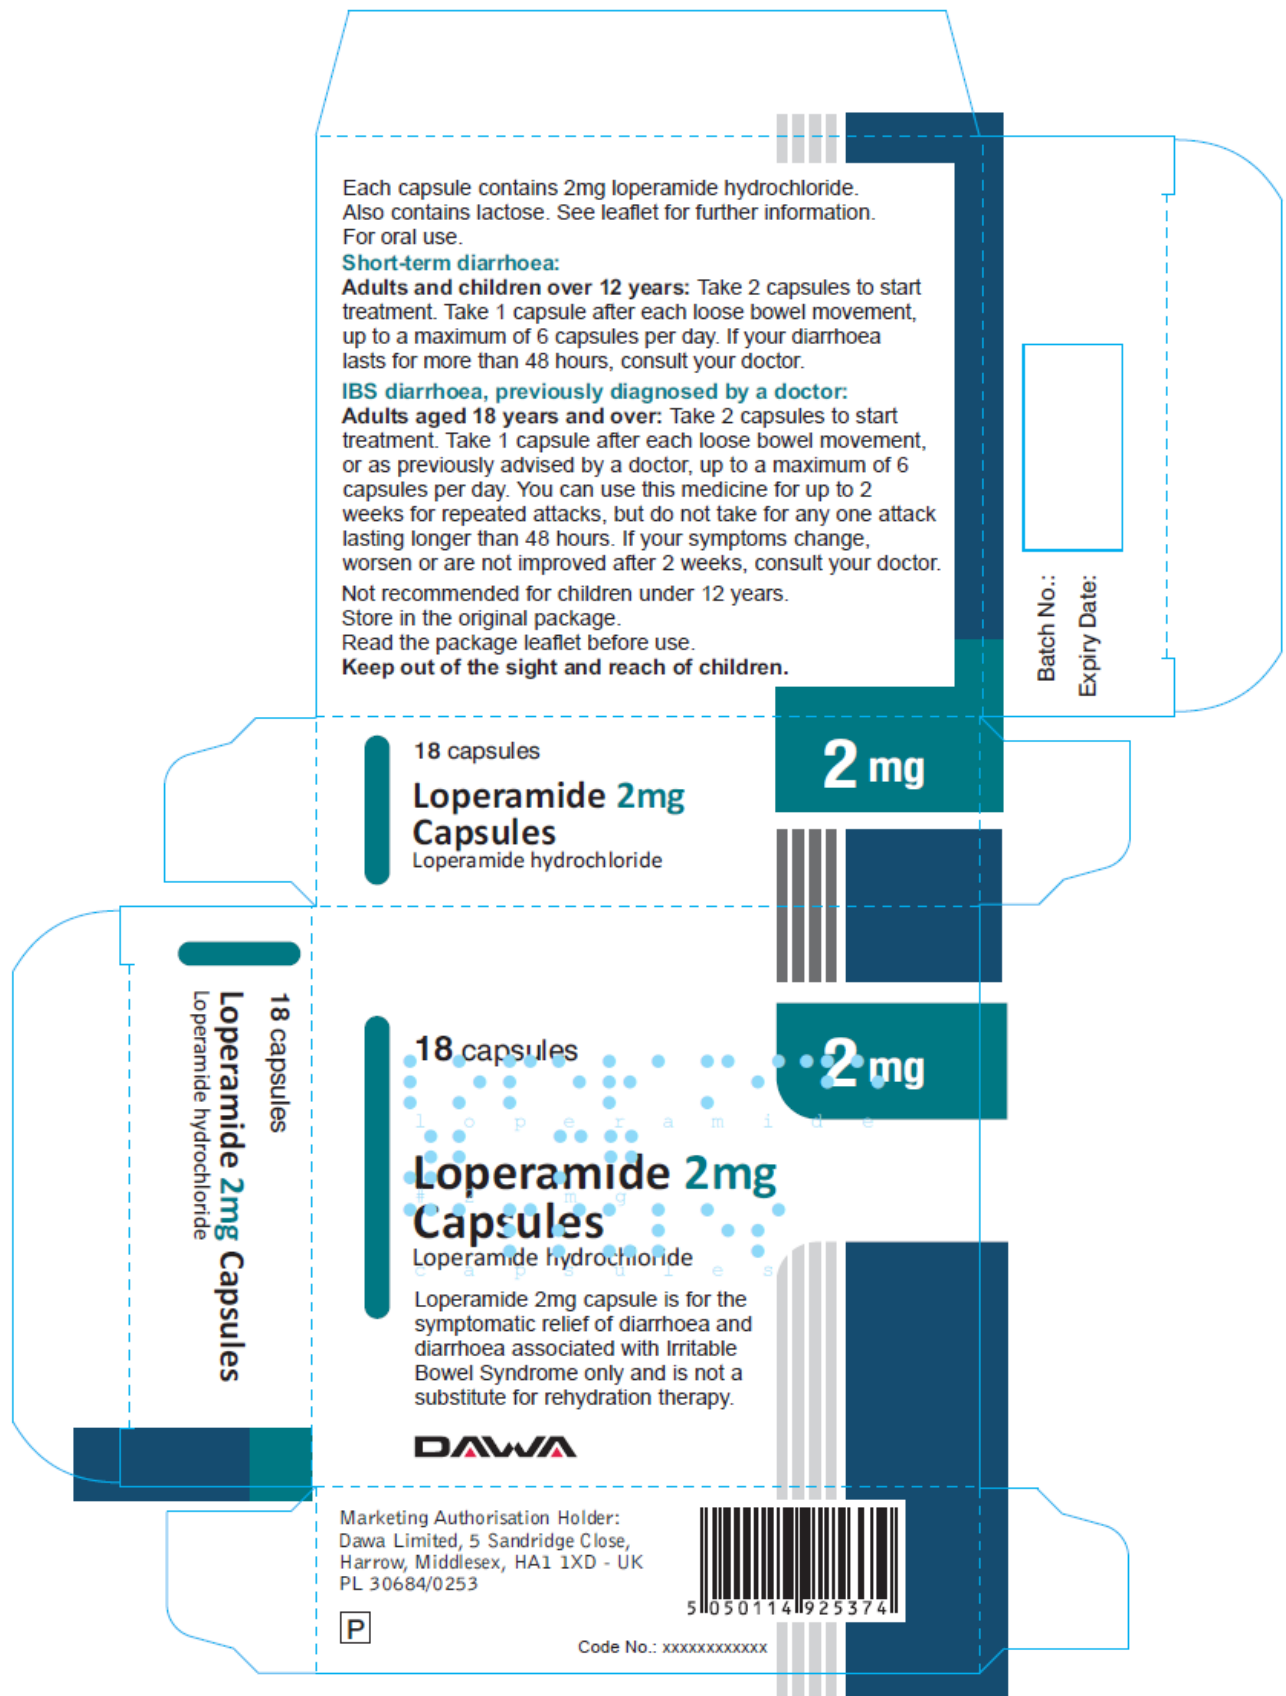 Each capsule contains 2mg loperamide hydrochloride.
Also contains lactose. See leaflet for further information.
For oral use.
Short-term diarrhoea:
Adults and children over 12 years: Take 2 capsules to start
treatment. Take 1 capsule after each loose bowel movement,
up to a maximum of 6 capsules per day. If your diarrhoea
lasts for more than 48 hours, consult your doctor.
IBS diarrhoea, previously diagnosed by a doctor:
Adults aged 18 years and over: Take 2 capsules to start
treatment. Take 1 capsule after each loose bowel movement,
or as previously advised by a doctor, up to a maximum of 6
capsules per day. You can use this medicine for up to 2
weeks for repeated attacks, but do not take for any one attack
lasting longer than 48 hours. If your symptoms change,
worsen or are not improved after 2 weeks, consult your doctor.
Not recommended for children under 12 years.
Store in the original package.
Read the package leaflet before use.
Keep out of the sight and reach of children.
Batch No.:
Expiry Date:
18 capsules
Loperamide 2mg
Capsules
Loperamide hydrochloride
2 mg
18 capsules
Loperamide 2mg Capsules
Loperamide hydrochloride
18 capsules
2 mg
loperamide
Loperamide 2mg
#2 mg
Capsules
Loperamide hydrochloride
capsules
Loperamide 2mg capsule is for the
symptomatic relief of diarrhoea and
diarrhoea associated with Irritable
Bowel Syndrome only and is not a
substitute for rehydration therapy.
DAWA
Marketing Authorisation Holder:
Dawa Limited, 5 Sandridge Close,
Harrow, Middlesex, HA1 1XD - UK
PL 30684/0253
P
5 050114 925374
Code No.: xxxxxxxxxxxx